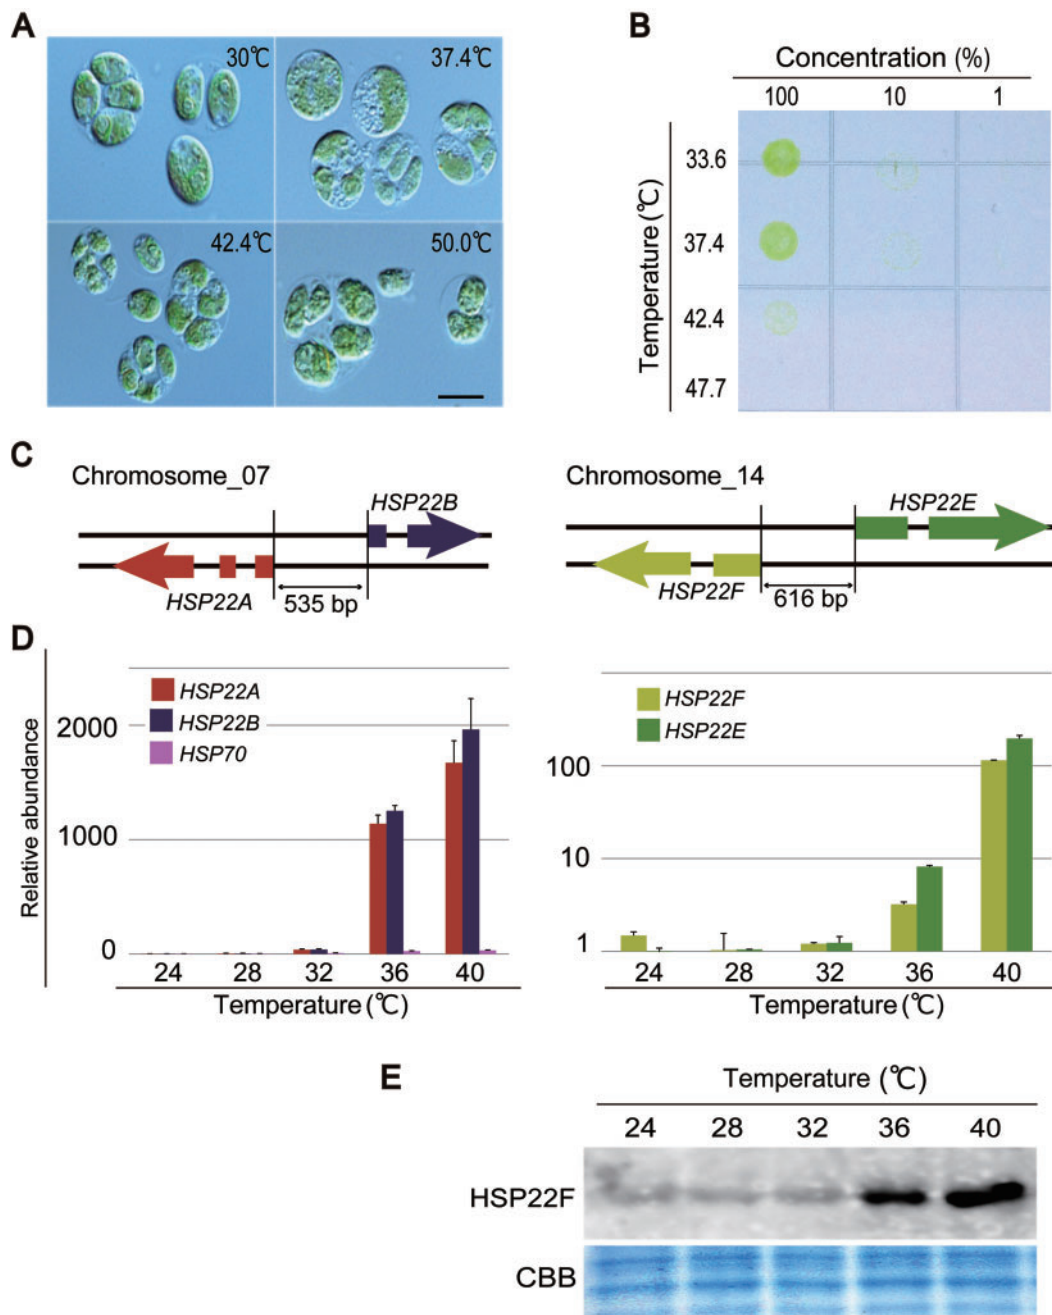 A
30℃
37.4℃
42.4℃
50.0℃
B
Concentration (%)
100 10 1
Temperature (℃)
33.6
37.4
42.4
47.7
C
Chromosome_07
HSP22B
HSP22A
535 bp
Chromosome_14
HSP22E
HSP22F
616 bp
D
Relative abundance
2000
1000
0
HSP22A
HSP22B
HSP70
24 28 32 36 40
Temperature (℃)
100
10
1
HSP22F
HSP22E
24 28 32 36 40
Temperature (℃)
E
Temperature (℃)
24 28 32 36 40
HSP22F
CBB